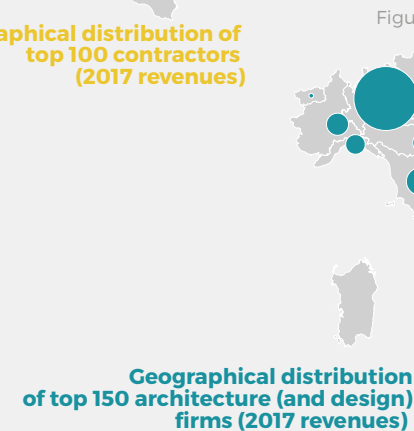 Figu
aphical distribution of
top 100 contractors
(2017 revenues)
Geographical distribution
of top 150 architecture (and design)
firms (2017 revenues)